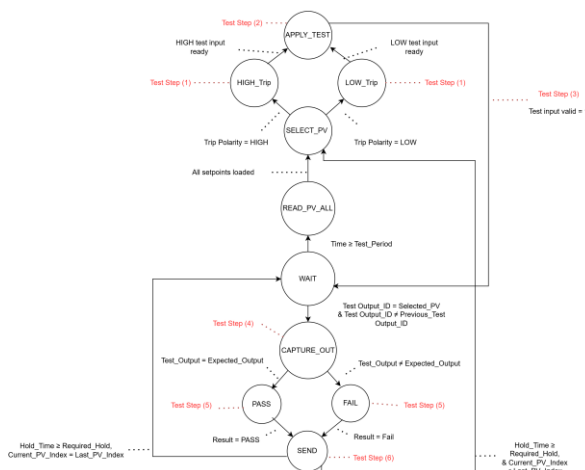 Test Step (2)
APPLY_TEST
HIGH test input
ready
LOW test input
ready
Test Step (1)
HIGH_Trip
LOW_Trip
Test Step (1)
Test Step (3)
Test input valid =
SELECT_PV
Trip Polarity = HIGH
Trip Polarity = LOW
All setpoints loaded
READ_PV_ALL
Time ≥ Test_Period
WAIT
Test Output_ID = Selected_PV
& Test Output_ID ≠ Previous_Test
Output_ID
Test Step (4)
CAPTURE_OUT
Test_Output = Expected_Output
Test_Output ≠ Expected_Output
Test Step (5)
PASS
FAIL
Test Step (5)
Result = PASS
Result = Fail
Hold_Time ≥ Required_Hold,
Current_PV_Index = Last_PV_Index
SEND
Test Step (6)
Hold_Time ≥
Required_Hold,
& Current_PV_Index